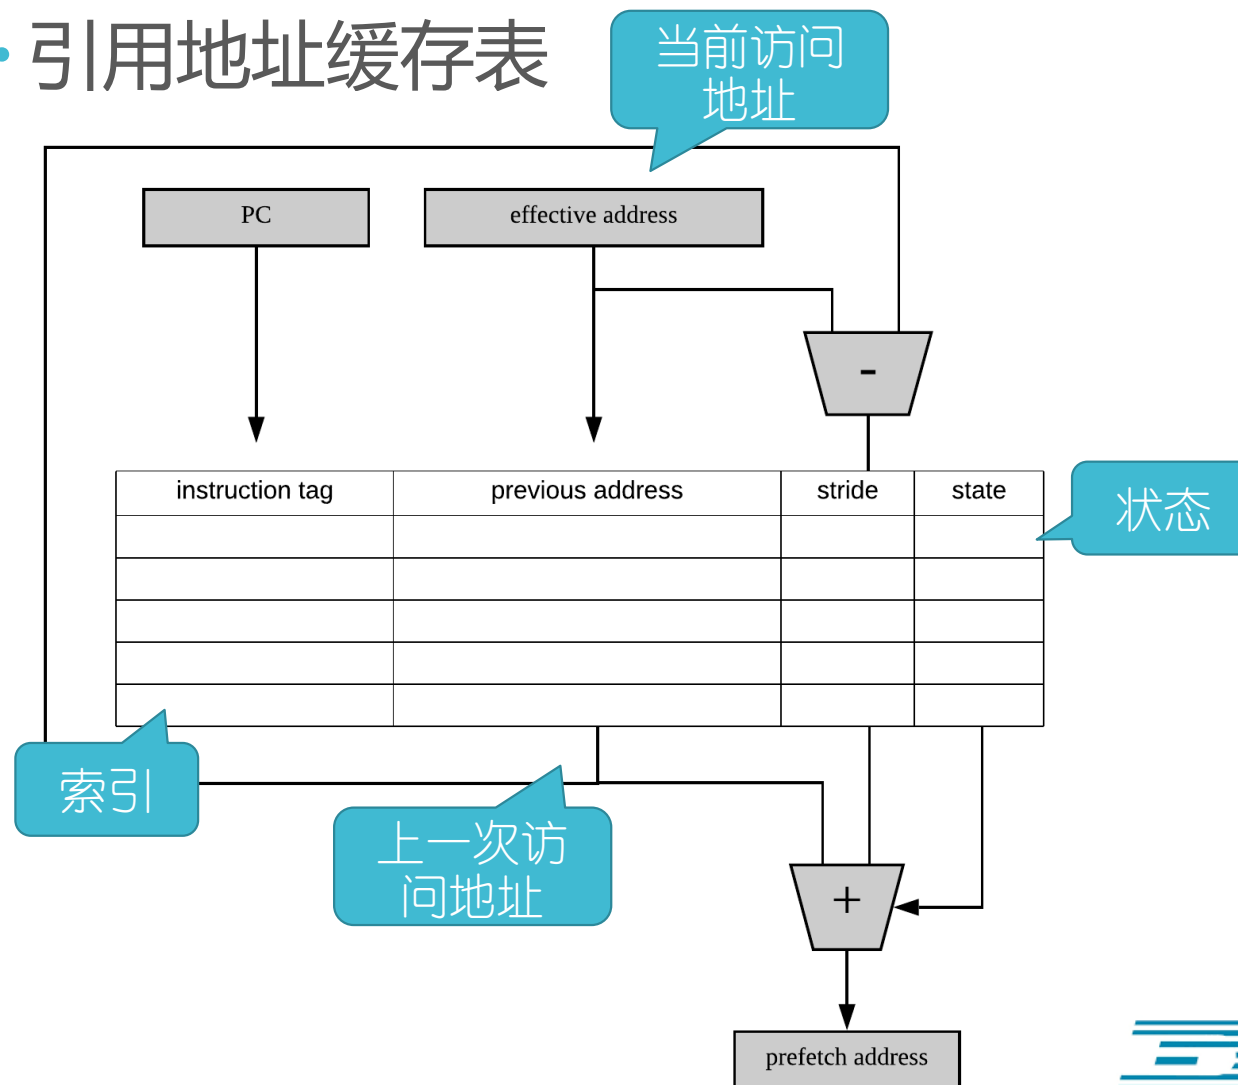 引用地址缓存表
当前访问
地址
PC
effective address
-
instruction tag
previous address
stride
state
状态
索引
上一次访
问地址
+
prefetch address